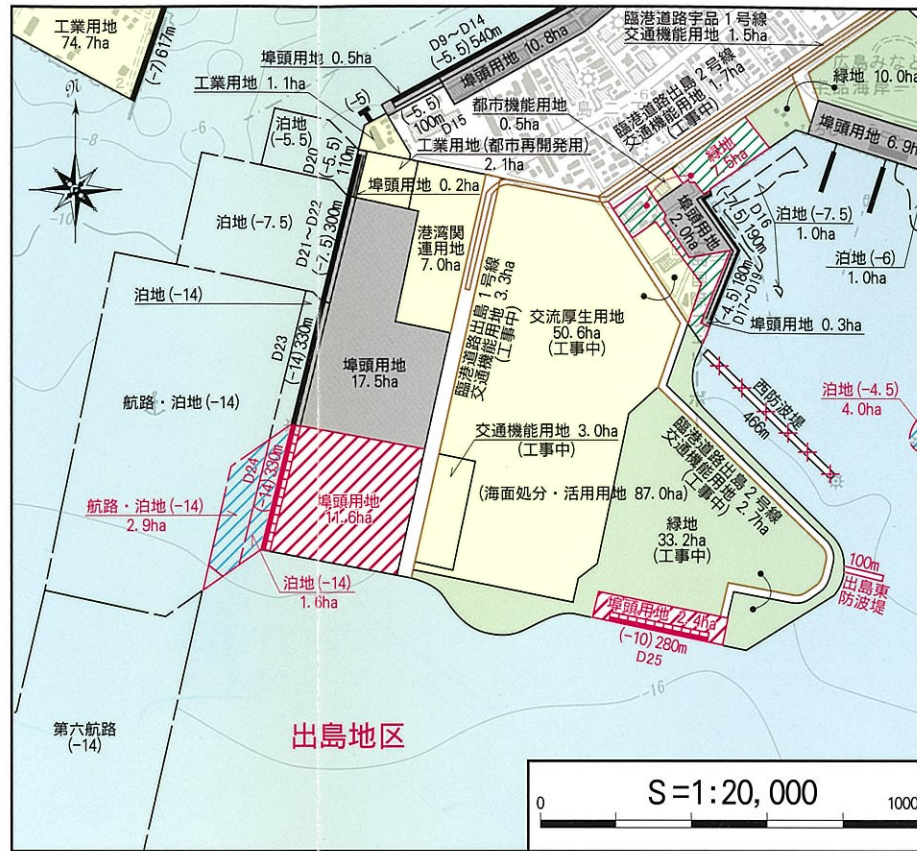 工業用地
74.7ha
(-7)617m
埠頭用地 0.5ha
工業用地 1.1ha
D9～D14
(-5.5)540m
埠頭用地 10.8ha
臨港道路宇品1号線
交通機能用地 1.5ha
臨港道路出島2号線
交通機能用地 1.7ha
(工事中)
都市機能用地
0.5ha
緑地 10.0ha
埠頭用地 6.9h
(-5)
(-5.5)
100m
D15
工業用地(都市再開発用)
2.1ha
泊地
(-5.5)
D20
(-5.5)
110m
埠頭用地 0.2ha
緑地
7.5ha
埠頭用地
2.0ha
D16
(-7.5)190m
泊地(-7.5)
1.0ha
泊地(-6)
1.0ha
(-4.5)180m
D17～D18
埠頭用地 0.3ha
泊地(-7.5)
D21～D22
(-7.5)300m
港湾関
連用地
7.0ha
泊地(-14)
D23
(-14)330m
埠頭用地
17.5ha
臨港道路出島1号線
交通機能用地 3.3ha
(工事中)
交流厚生用地
50.6ha
(工事中)
西防波堤
466m
泊地(-4.5)
4.0ha
航路・泊地(-14)
交通機能用地 3.0ha
(工事中)
臨港道路出島2号線
交通機能用地 2.7ha
(工事中)
D24
(-14)330m
埠頭用地
11.6ha
(海面処分・活用用地 87.0ha)
航路・泊地(-14)
2.9ha
緑地
33.2ha
(工事中)
泊地(-14)
1.6ha
100m
出島東
防波堤
埠頭用地 2.4ha
(-10)280m
D25
-16
第六航路
(-14)
出島地区
S=1:20,000
0
1000